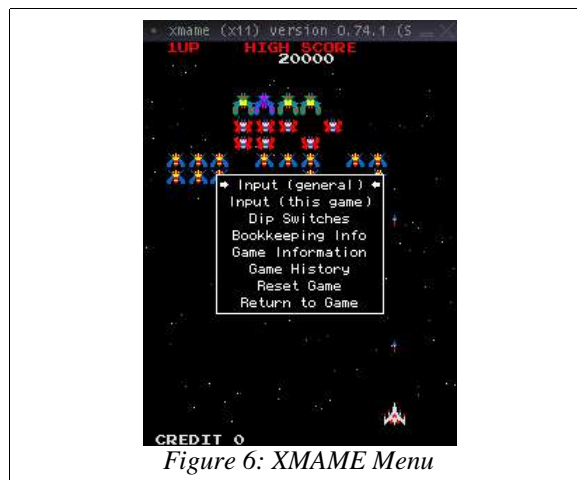 xmame (x11) version 0.74.1 (S
1UP HIGH SCORE
20000
Input (general)
Input (this game)
Dip Switches
Bookkeeping Info
Game Information
Game History
Reset Game
Return to Game
CREDIT 0
Figure 6: XMAME Menu